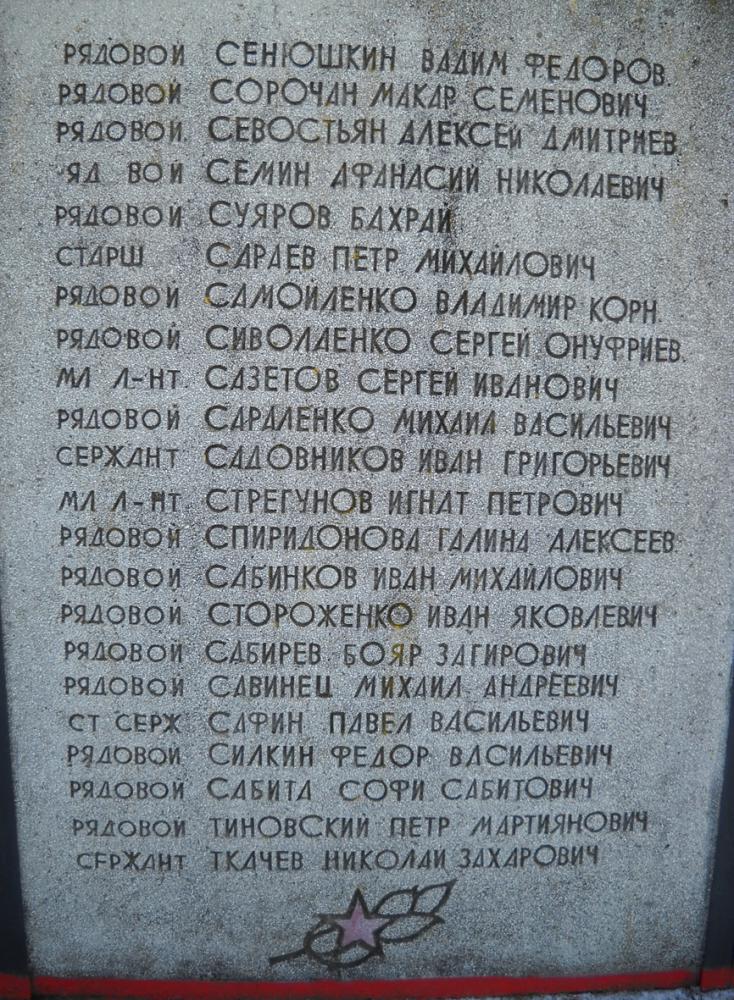 РЯДОВОЙ СЕНЮШКИН ВАДИМ ФЕДОРОВ.
РЯДОВОЙ СОРОЧАН МАКАР СЕМЕНОВИЧ
РЯДОВОЙ СЕВОСТЬЯН АЛЕКСЕЙ ДМИТРИЕВ
ЯД ВОЙ СЕМИН АФАНАСИЙ НИКОЛАЕВИЧ
РЯДОВОЙ СУЯРОВ БАХРАЙ
СТАРШ САРАЕВ ПЕТР МИХАЙЛОВИЧ
РЯДОВОЙ САМОЙЛЕНКО ВЛАДИМИР КОРН.
РЯДОВОЙ СИВОЛАЕНКО СЕРГЕЙ ОНУФРИЕВ.
МЛ Л-НТ. САЗЕТОВ СЕРГЕЙ ИВАНОВИЧ
РЯДОВОЙ САРАЛЕНКО МИХАИЛ ВАСИЛЬЕВИЧ
СЕРЖАНТ САДОВНИКОВ ИВАН ГРИГОРЬЕВИЧ
МЛ Л-НТ. СТРЕГУНОВ ИГНАТ ПЕТРОВИЧ
РЯДОВОЙ СПИРИДОНОВА ГАЛИНА АЛЕКСЕЕВ.
РЯДОВОЙ САБИНКОВ ИВАН МИХАЙЛОВИЧ
РЯДОВОЙ СТОРОЖЕНКО ИВАН ЯКОВЛЕВИЧ
РЯДОВОЙ САБИРЕВ БОЯР ЗАГИРОВИЧ
РЯДОВОЙ САВИНЕЦ МИХАИЛ АНДРЕЕВИЧ
СТ СЕРЖ САФИН ПАВЕЛ ВАСИЛЬЕВИЧ
РЯДОВОЙ СИЛКИН ФЕДОР ВАСИЛЬЕВИЧ
РЯДОВОЙ САБИТА СОФИ САБИТОВИЧ
РЯДОВОЙ ТИНОВСКИЙ ПЕТР МАРТИЯНОВИЧ
СЕРЖАНТ ТКАЧЕВ НИКОЛАЙ ЗАХАРОВИЧ